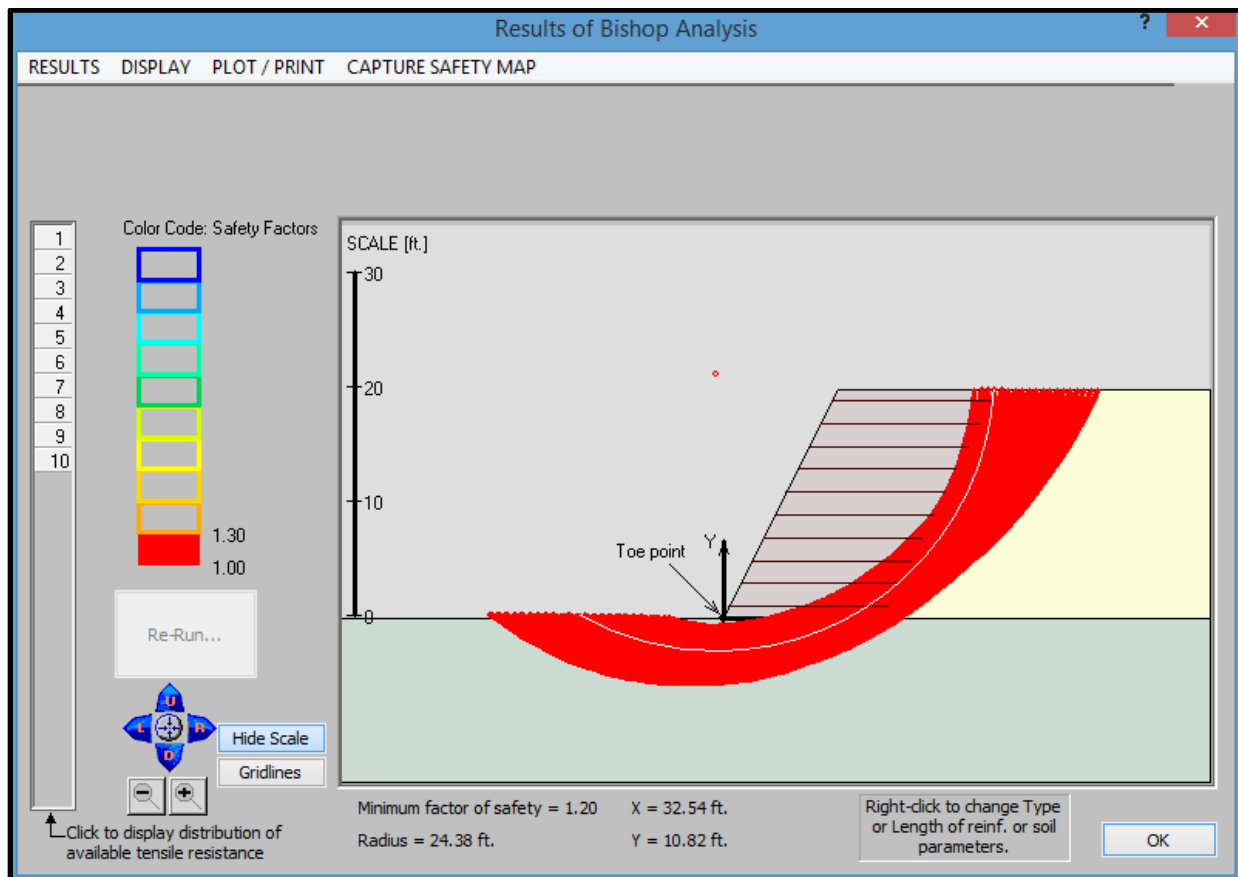 Results of Bishop Analysis
?
×
RESULTS DISPLAY PLOT / PRINT CAPTURE SAFETY MAP
1
2
3
4
5
6
7
8
9
10
Color Code: Safety Factors
1.30
1.00
Re-Run...
U
L
R
D
Hide Scale
Gridlines
Click to display distribution of
available tensile resistance
SCALE [ft.]
30
20
10
0
Toe point
Y
Minimum factor of safety = 1.20 X = 32.54 ft.
Radius = 24.38 ft. Y = 10.82 ft.
Right-click to change Type
or Length of reinf. or soil
parameters.
OK